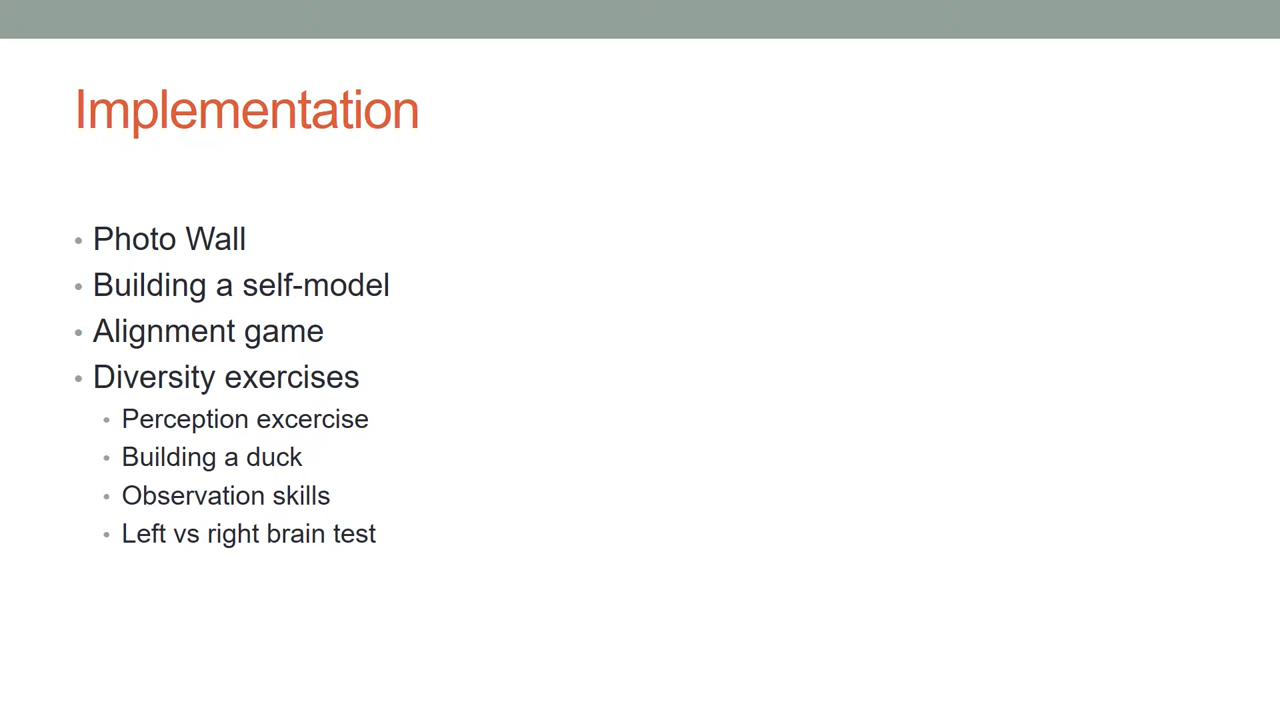 Implementation
• Photo Wall
• Building a self-model
• Alignment game
• Diversity exercises
• Perception excercise
• Building a duck
• Observation skills
• Left vs right brain test